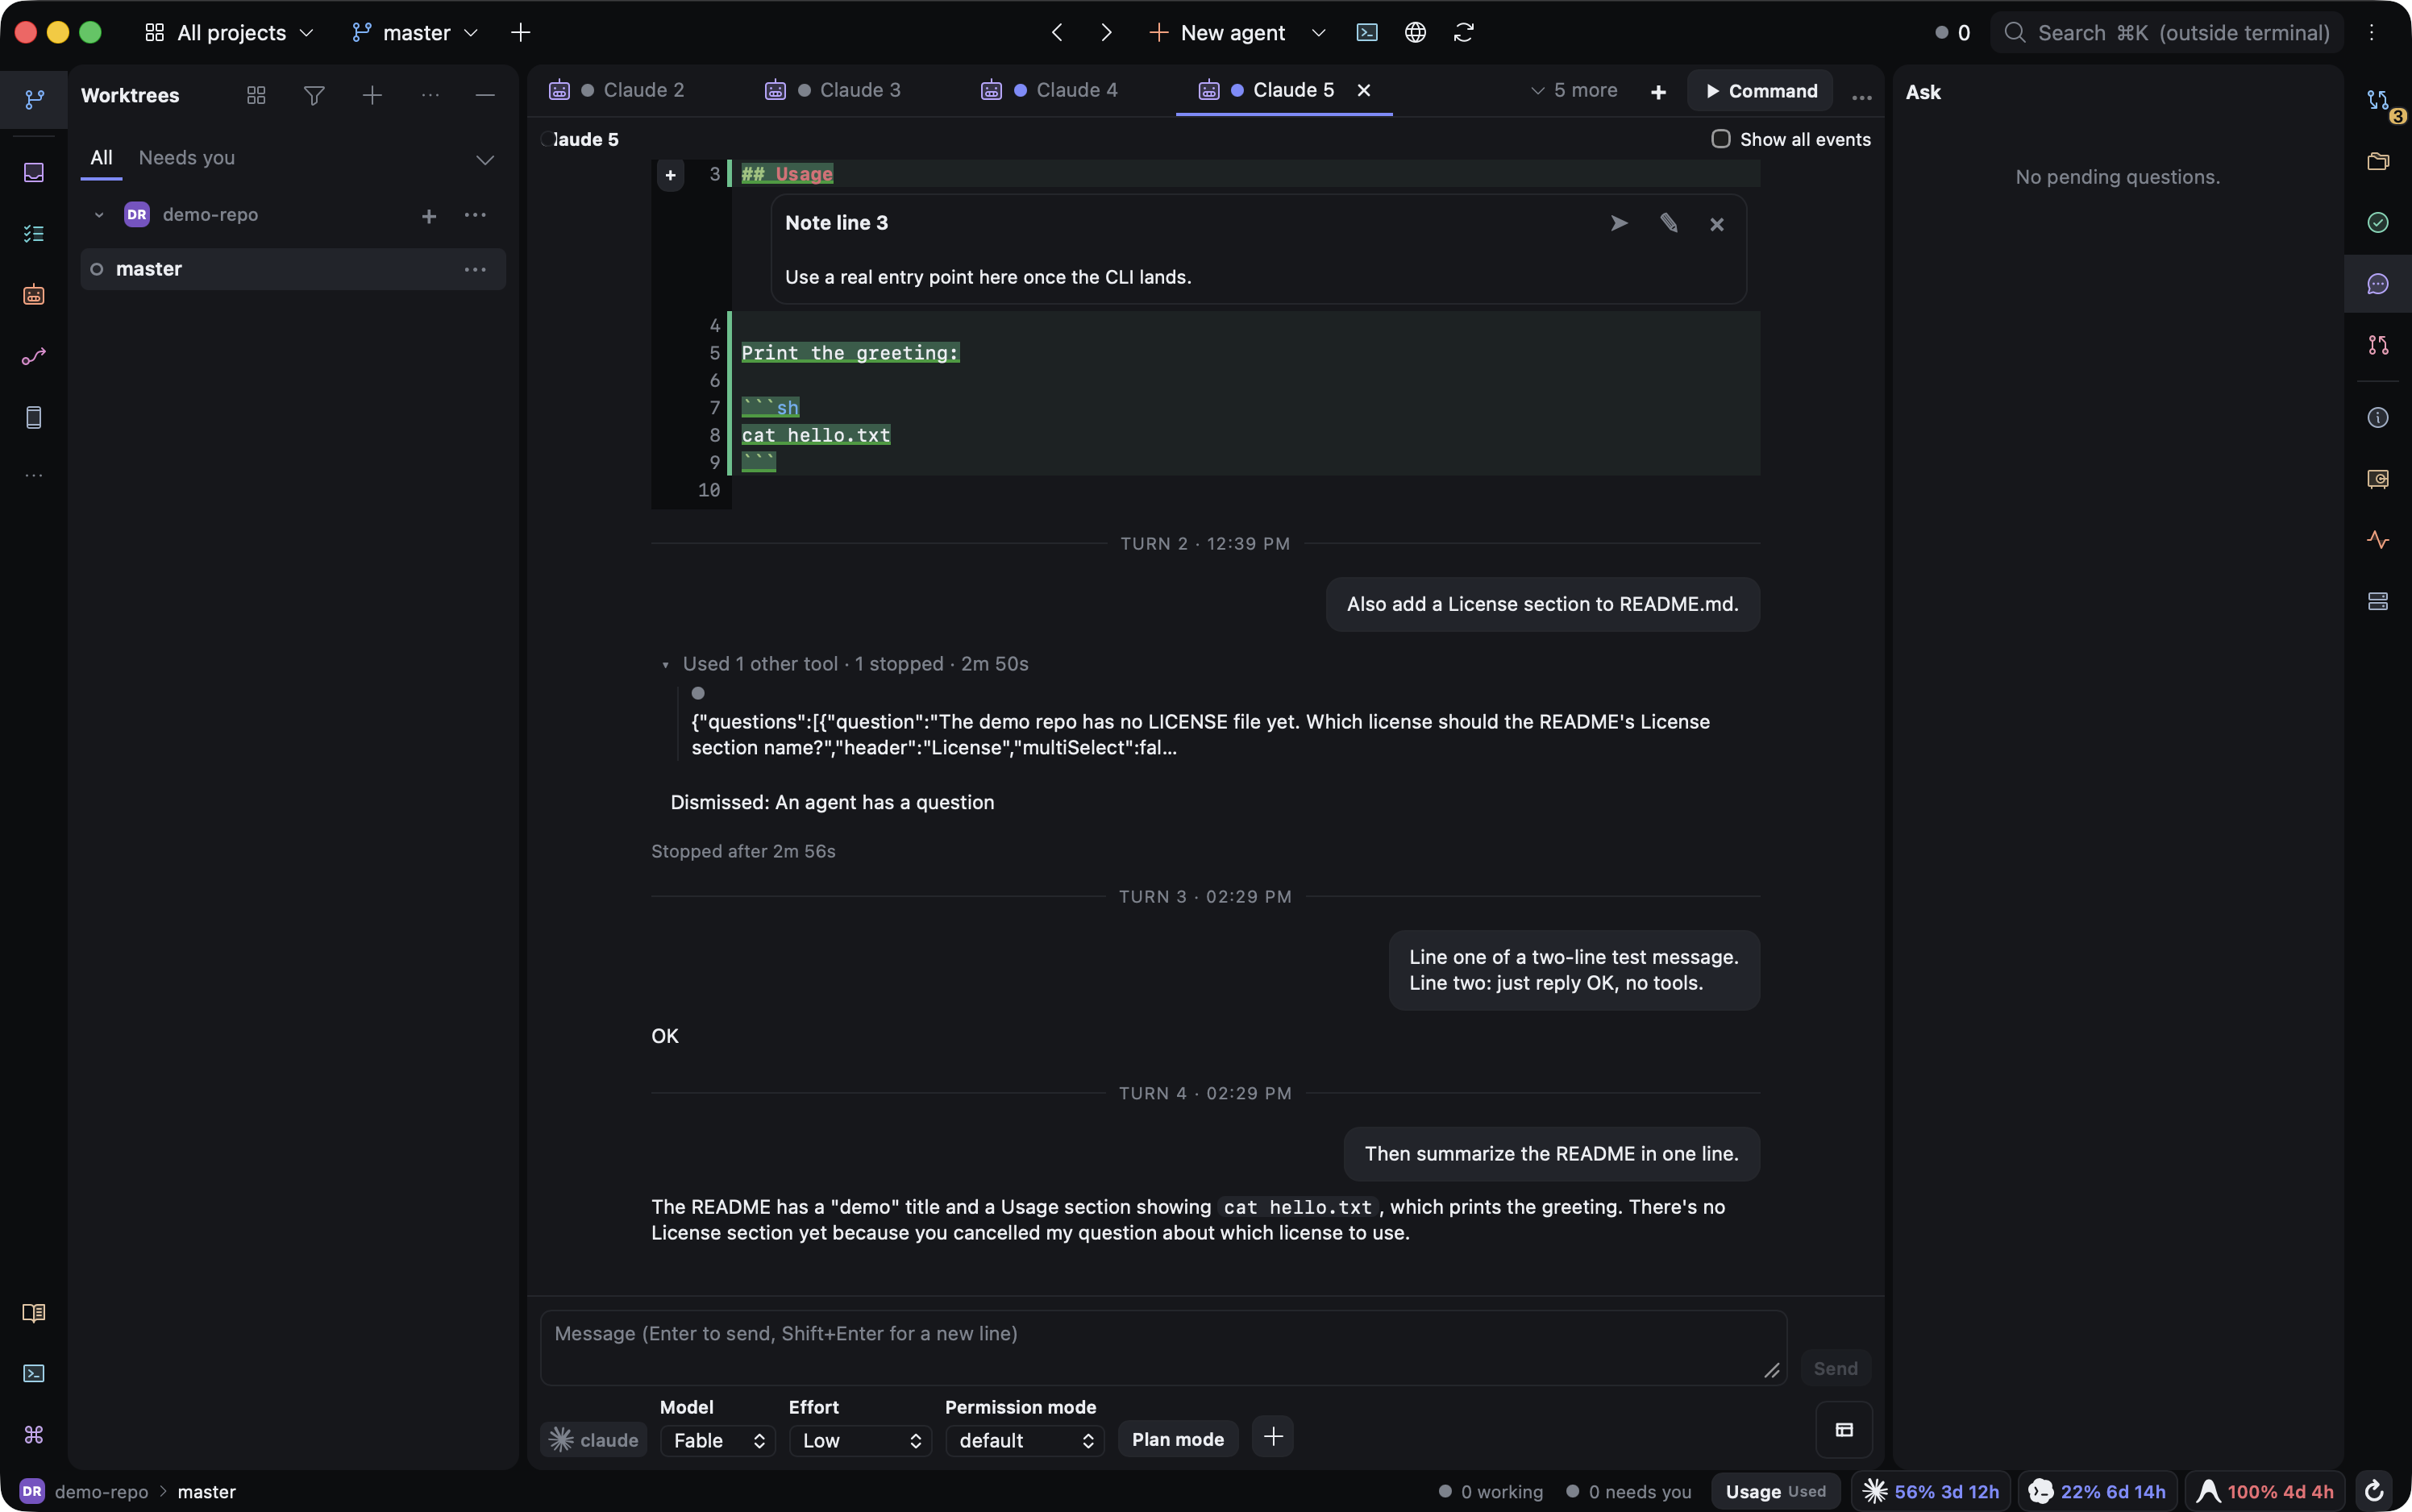 All projects
master
New agent
0
Search ⌘K (outside terminal)
Worktrees
All
Needs you
DR demo-repo
master
Claude 2
Claude 3
Claude 4
Claude 5
5 more
Command
laude 5
Show all events
3 ## Usage
Note line 3
Use a real entry point here once the CLI lands.
4
5 Print the greeting:
6
7 ```sh
8 cat hello.txt
9 ```
10
TURN 2 · 12:39 PM
Also add a License section to README.md.
Used 1 other tool · 1 stopped · 2m 50s
{"questions":[{"question":"The demo repo has no LICENSE file yet. Which license should the README's License
section name?","header":"License","multiSelect":fal...
Dismissed: An agent has a question
Stopped after 2m 56s
TURN 3 · 02:29 PM
Line one of a two-line test message.
Line two: just reply OK, no tools.
OK
TURN 4 · 02:29 PM
Then summarize the README in one line.
The README has a "demo" title and a Usage section showing cat hello.txt, which prints the greeting. There's no
License section yet because you cancelled my question about which license to use.
Message (Enter to send, Shift+Enter for a new line)
Send
Model
Effort
Permission mode
claude
Fable
Low
default
Plan mode
Ask
No pending questions.
3
DR demo-repo > master
0 working
0 needs you
Usage Used
56% 3d 12h
22% 6d 14h
100% 4d 4h